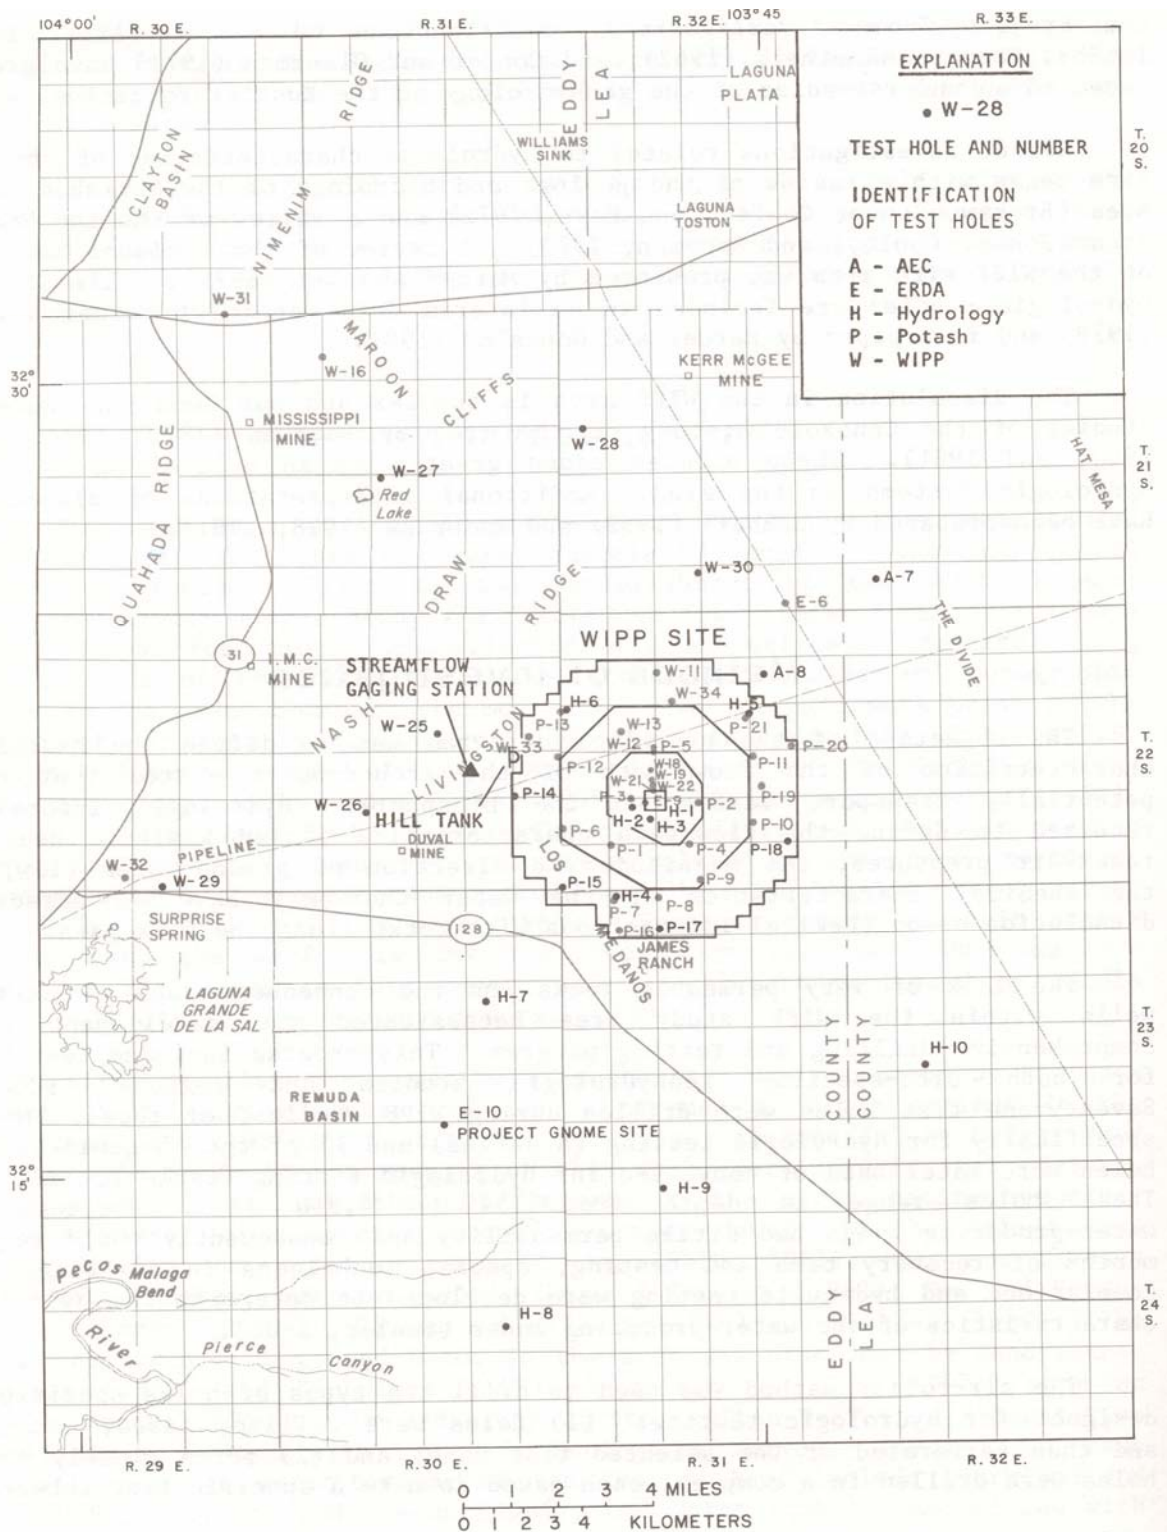 104°00'
R. 30 E.
R. 31 E.
R. 32 E.
103°45'
R. 33 E.
EXPLANATION
W-28
TEST HOLE AND NUMBER
IDENTIFICATION
OF TEST HOLES
A - AEC
E - ERDA
H - Hydrology
P - Potash
W - WIPP
T.
20
S.
CLAYTON
BASIN
NIMENIM RIDGE
EDDY
LEA
LAGUNA
PLATA
WILLIAMS
SINK
LAGUNA
TOSTON
W-31
MAROON CLIFFS
W-16
KERR McGEE
MINE
32°
30'
MISSISSIPPI
MINE
W-28
QUAHADA RIDGE
W-27
Red
Lake
HAT MESA
T.
21
S.
W-30
A-7
E-6
THE DIVIDE
NASH DRAW
LIVINGSTON RIDGE
WIPP SITE
31
I.M.C.
MINE
STREAMFLOW
GAGING STATION
W-11
A-8
W-34
H-6
H-5
P-13
P-21
W-25
W-13
W-33
W-12
P-5
P-20
P-12
P-11
W-18
W-19
W-21
W-22
P-14
P-3
E-9
P-2
P-19
H-1
W-26
HILL TANK
H-2
H-3
P-10
P-6
DUVAL
MINE
P-1
P-4
P-18
T.
22
S.
PIPELINE
W-32
W-29
LOS MEDAÑOS
P-15
P-9
H-4
P-7
P-8
P-16
P-17
JAMES
RANCH
SURPRISE
SPRING
128
LAGUNA
GRANDE
DE LA SAL
H-7
EDDY COUNTY
LEA COUNTY
T.
23
S.
H-10
REMUDA
BASIN
E-10
PROJECT GNOME SITE
32°
15'
H-9
Pecos River
Malaga
Bend
H-8
Pierce Canyon
T.
24
S.
R. 29 E.
R. 30 E.
R. 31 E.
R. 32 E.
0 1 2 4 MILES
0 1 2 4 KILOMETERS